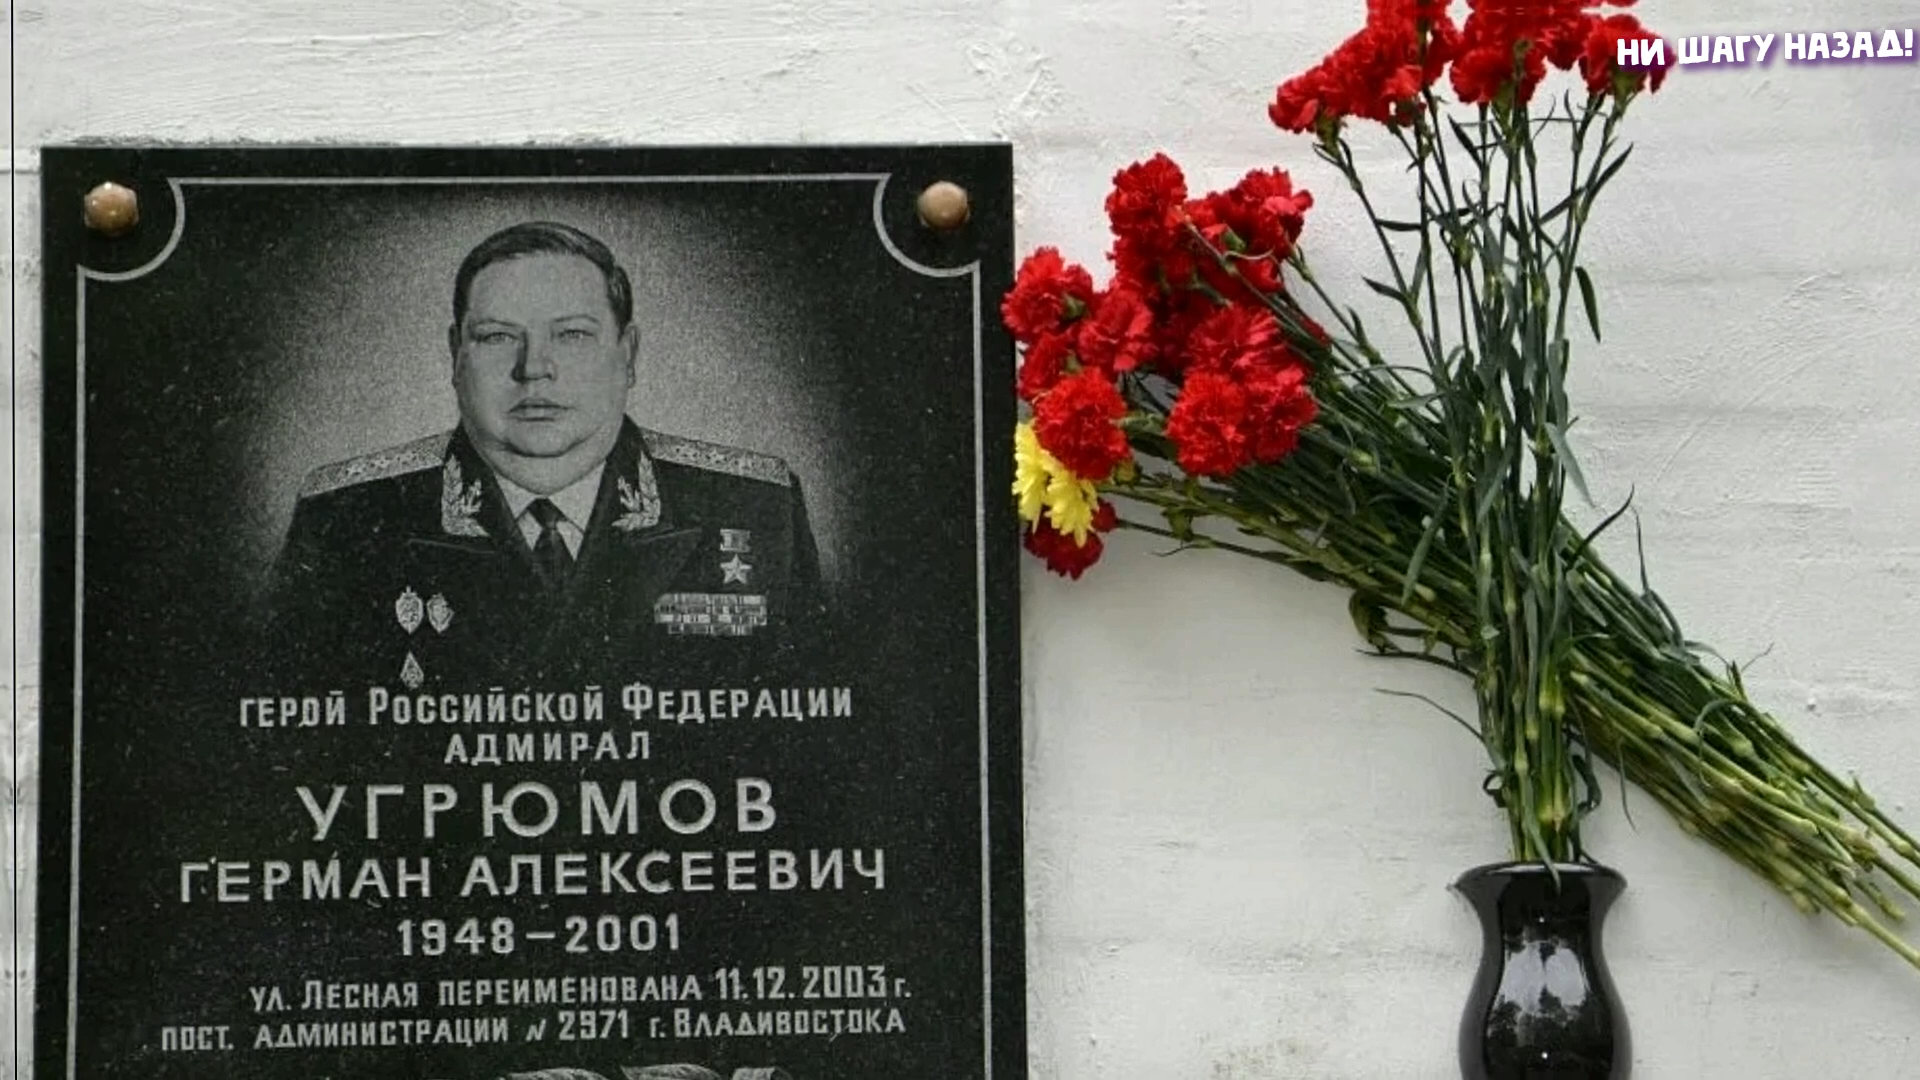 НИ ШАГУ НАЗАД!
ГЕРОЙ РОССИЙСКОЙ ФЕДЕРАЦИИ
АДМИРАЛ
УГРЮМОВ
ГЕРМАН АЛЕКСЕЕВИЧ
1948-2001
УЛ. ЛЕСНАЯ ПЕРЕИМЕНОВАНА 11.12.2003 г.
ПОСТ. АДМИНИСТРАЦИИ N 2971 г. ВЛАДИВОСТОКА